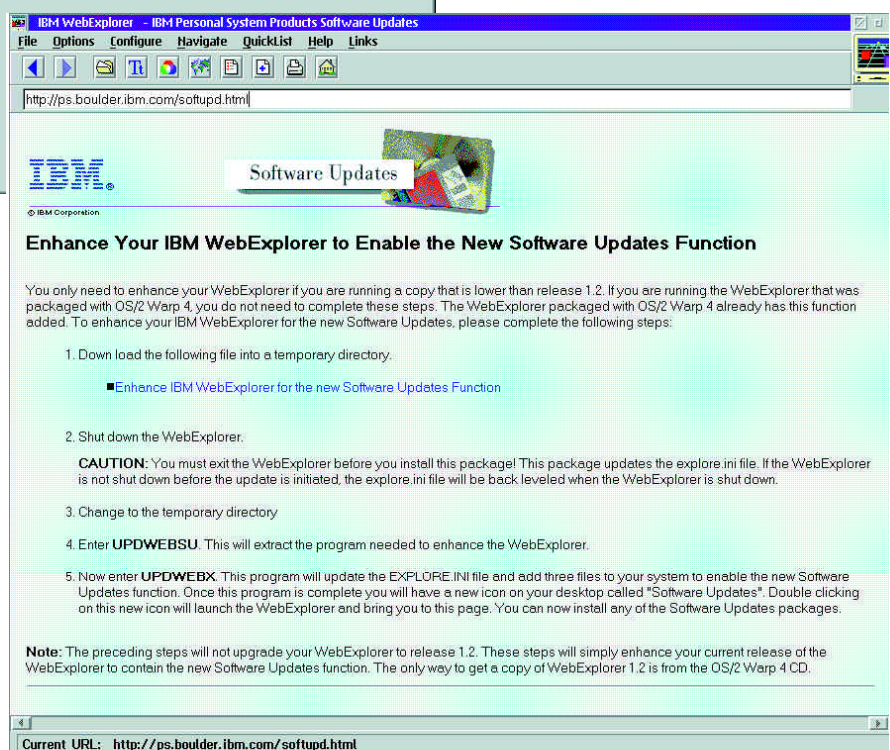 IBM WebExplorer - IBM Personal System Products Software Updates
File Options Configure Navigate QuickList Help Links
Tt
http://ps.boulder.ibm.com/softupd.html
IBM®
Software Updates
© IBM Corporation
Enhance Your IBM WebExplorer to Enable the New Software Updates Function
You only need to enhance your WebExplorer if you are running a copy that is lower than release 1.2. If you are running the WebExplorer that was
packaged with OS/2 Warp 4, you do not need to complete these steps. The WebExplorer packaged with OS/2 Warp 4 already has this function
added. To enhance your IBM WebExplorer for the new Software Updates, please complete the following steps:
1. Down load the following file into a temporary directory.
■Enhance IBM WebExplorer for the new Software Updates Function
2. Shut down the WebExplorer.
CAUTION: You must exit the WebExplorer before you install this package! This package updates the explore.ini file. If the WebExplorer
is not shut down before the update is initiated, the explore.ini file will be back leveled when the WebExplorer is shut down.
3. Change to the temporary directory
4. Enter UPDWEBSU. This will extract the program needed to enhance the WebExplorer.
5. Now enter UPDWEBX. This program will update the EXPLORE.INI file and add three files to your system to enable the new Software
Updates function. Once this program is complete you will have a new icon on your desktop called "Software Updates". Double clicking
on this new icon will launch the WebExplorer and bring you to this page. You can now install any of the Software Updates packages.
Note: The preceding steps will not upgrade your WebExplorer to release 1.2. These steps will simply enhance your current release of the
WebExplorer to contain the new Software Updates function. The only way to get a copy of WebExplorer 1.2 is from the OS/2 Warp 4 CD.
Current URL: http://ps.boulder.ibm.com/softupd.html